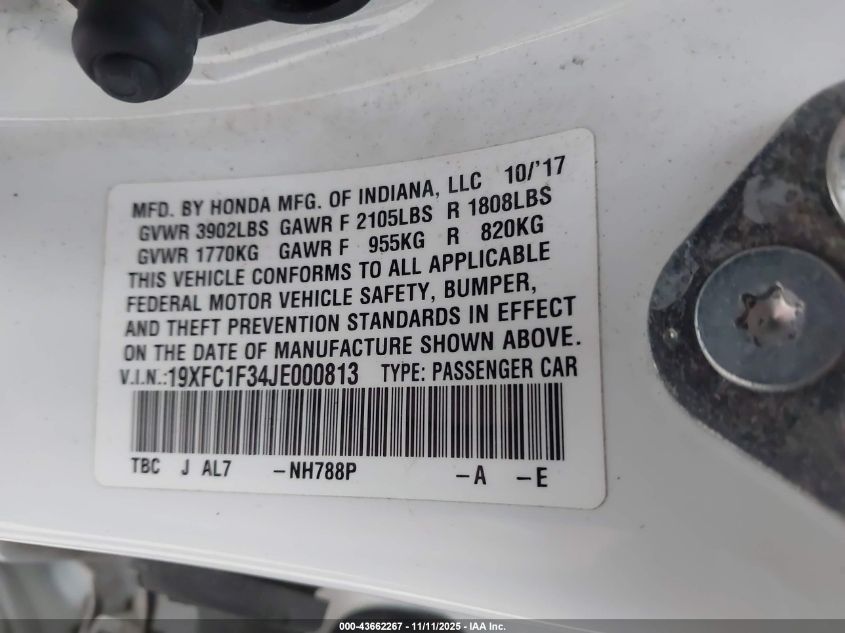 MFD. BY HONDA MFG. OF INDIANA, LLC 10/'17
GVWR 3902LBS GAWR F 2105LBS R 1808LBS
GVWR 1770KG GAWR F 955KG R 820KG
THIS VEHICLE CONFORMS TO ALL APPLICABLE
FEDERAL MOTOR VEHICLE SAFETY, BUMPER,
AND THEFT PREVENTION STANDARDS IN EFFECT
ON THE DATE OF MANUFACTURE SHOWN ABOVE.
V.I.N.:19XFC1F34JE000813 TYPE: PASSENGER CAR
TBC J AL7 -NH788P -A -E
000-43662267 - 11/11/2025 - IAA Inc.